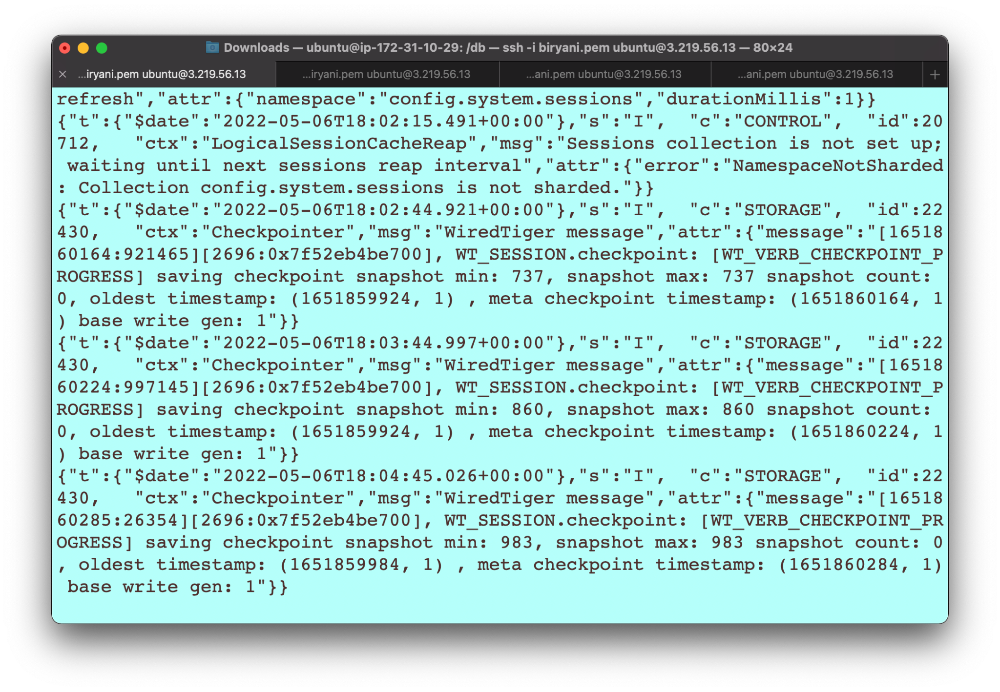 Downloads — ubuntu@ip-172-31-10-29: /db — ssh -i biryani.pem ubuntu@3.219.56.13 — 80×24
...iryani.pem ubuntu@3.219.56.13
...iryani.pem ubuntu@3.219.56.13
...ani.pem ubuntu@3.219.56.13
...ani.pem ubuntu@3.219.56.13
refresh","attr":{"namespace":"config.system.sessions","durationMillis":1}}
{"t":{"$date":"2022-05-06T18:02:15.491+00:00"},"s":"I",  "c":"CONTROL",  "id":20
712,   "ctx":"LogicalSessionCacheReap","msg":"Sessions collection is not set up;
 waiting until next sessions reap interval","attr":{"error":"NamespaceNotSharded
: Collection config.system.sessions is not sharded."}}
{"t":{"$date":"2022-05-06T18:02:44.921+00:00"},"s":"I",  "c":"STORAGE",  "id":22
430,   "ctx":"Checkpointer","msg":"WiredTiger message","attr":{"message":"[16518
60164:921465][2696:0x7f52eb4be700], WT_SESSION.checkpoint: [WT_VERB_CHECKPOINT_P
ROGRESS] saving checkpoint snapshot min: 737, snapshot max: 737 snapshot count:
0, oldest timestamp: (1651859924, 1) , meta checkpoint timestamp: (1651860164, 1
) base write gen: 1"}}
{"t":{"$date":"2022-05-06T18:03:44.997+00:00"},"s":"I",  "c":"STORAGE",  "id":22
430,   "ctx":"Checkpointer","msg":"WiredTiger message","attr":{"message":"[16518
60224:997145][2696:0x7f52eb4be700], WT_SESSION.checkpoint: [WT_VERB_CHECKPOINT_P
ROGRESS] saving checkpoint snapshot min: 860, snapshot max: 860 snapshot count:
0, oldest timestamp: (1651859924, 1) , meta checkpoint timestamp: (1651860224, 1
) base write gen: 1"}}
{"t":{"$date":"2022-05-06T18:04:45.026+00:00"},"s":"I",  "c":"STORAGE",  "id":22
430,   "ctx":"Checkpointer","msg":"WiredTiger message","attr":{"message":"[16518
60285:26354][2696:0x7f52eb4be700], WT_SESSION.checkpoint: [WT_VERB_CHECKPOINT_PR
OGRESS] saving checkpoint snapshot min: 983, snapshot max: 983 snapshot count: 0
, oldest timestamp: (1651859984, 1) , meta checkpoint timestamp: (1651860284, 1)
 base write gen: 1"}}